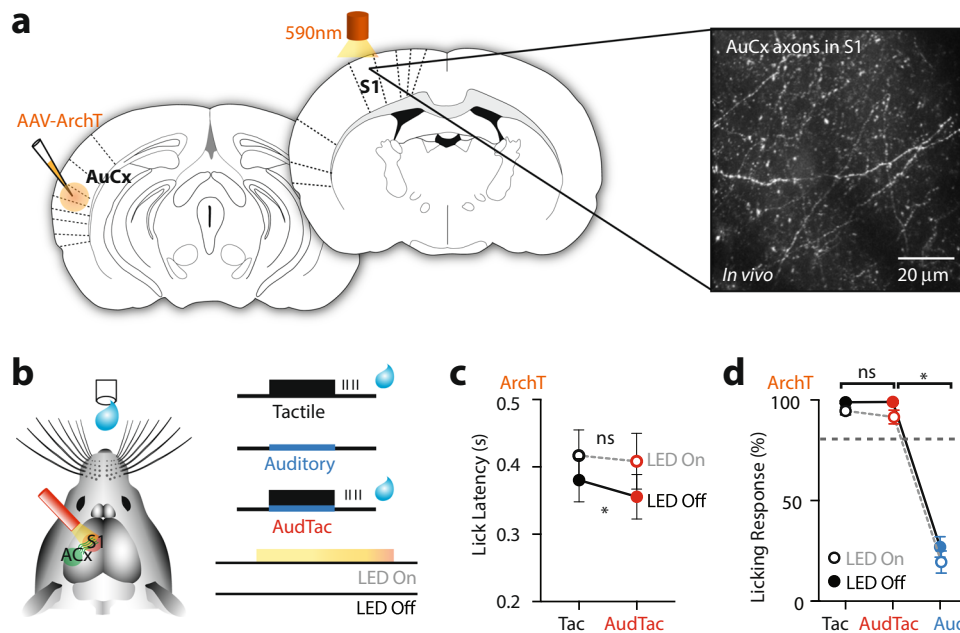 a
590nm
S1
AAV-ArchT
AuCx
AuCx axons in S1
In vivo
20 μm
b
S1
ACx
Tactile
Auditory
AudTac
LED On
LED Off
c
ArchT
Lick Latency (s)
0.5
0.4
0.3
0.2
ns
LED On
LED Off
*
Tac
AudTac
d
ArchT
Licking Response (%)
ns
*
100
50
0
LED On
LED Off
Tac
AudTac
Aud